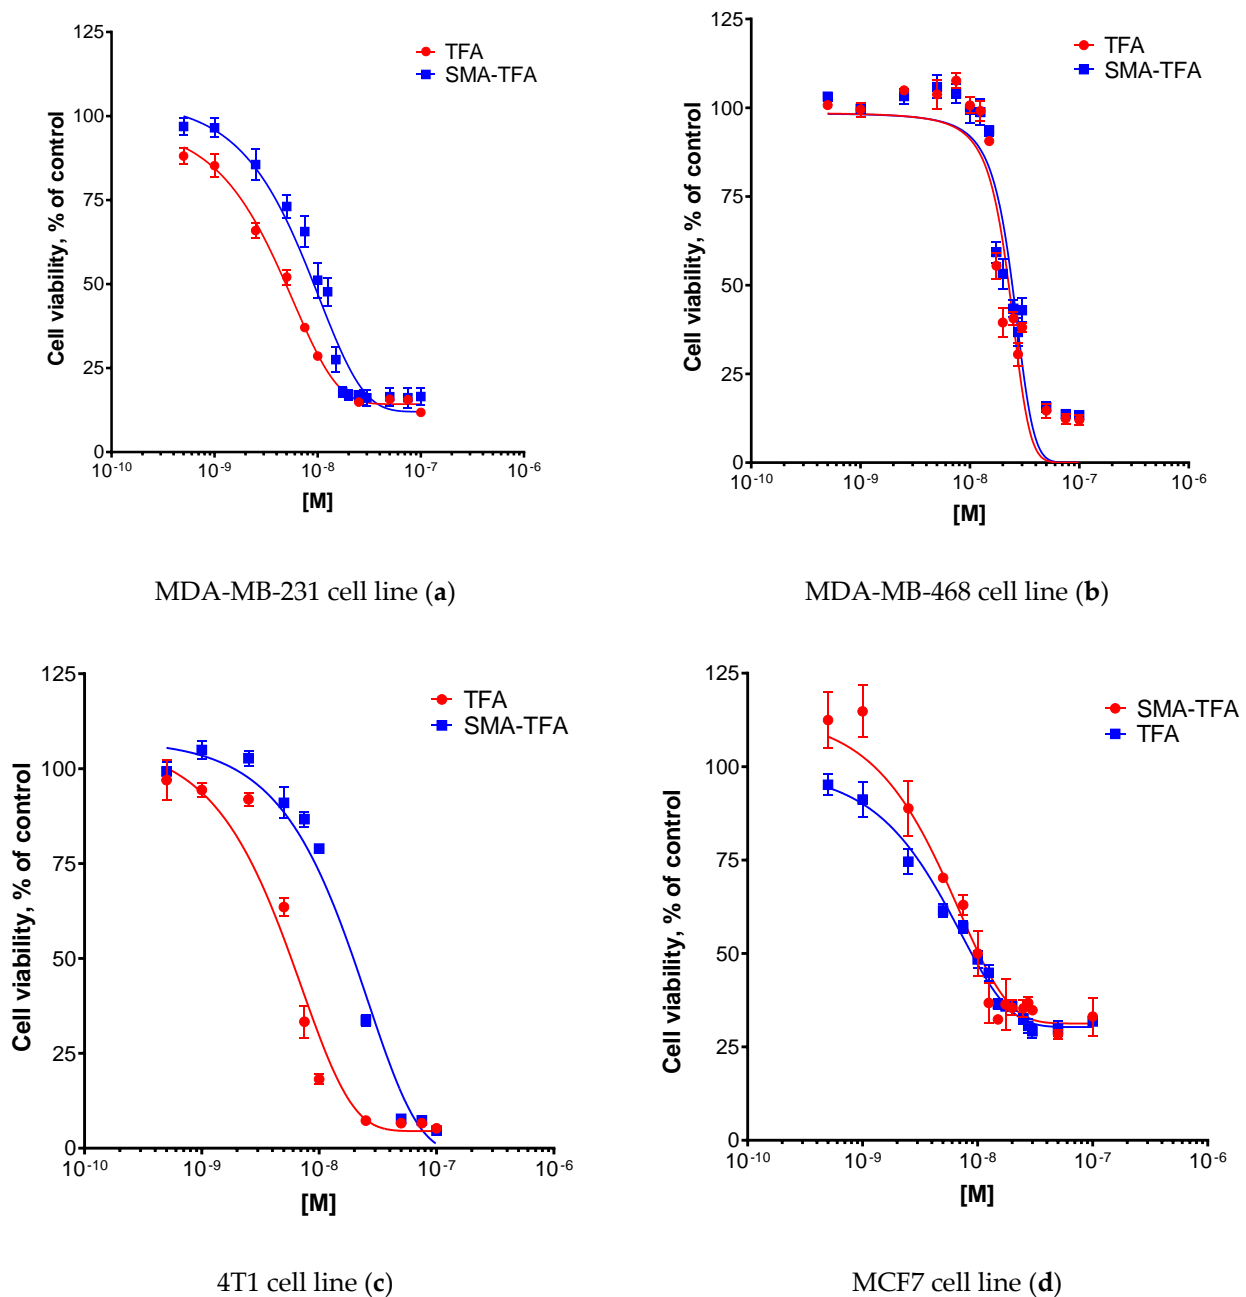 125
100
75
50
25
0
Cell viability, % of control
TFA
SMA-TFA
10-10
10-9
10-8
10-7
10-6
[M]
MDA-MB-231 cell line (a)
125
100
75
50
25
0
Cell viability, % of control
TFA
SMA-TFA
10-10
10-9
10-8
10-7
10-6
[M]
MDA-MB-468 cell line (b)
125
100
75
50
25
0
Cell viability, % of control
TFA
SMA-TFA
10-10
10-9
10-8
10-7
10-6
[M]
4T1 cell line (c)
125
100
75
50
25
0
Cell viability, % of control
SMA-TFA
TFA
10-10
10-9
10-8
10-7
10-6
[M]
MCF7 cell line (d)